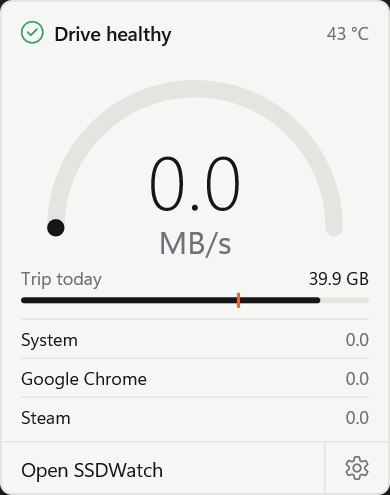 Drive healthy 43 °C
0.0
MB/s
Trip today 39.9 GB
System 0.0
Google Chrome 0.0
Steam 0.0
Open SSDWatch